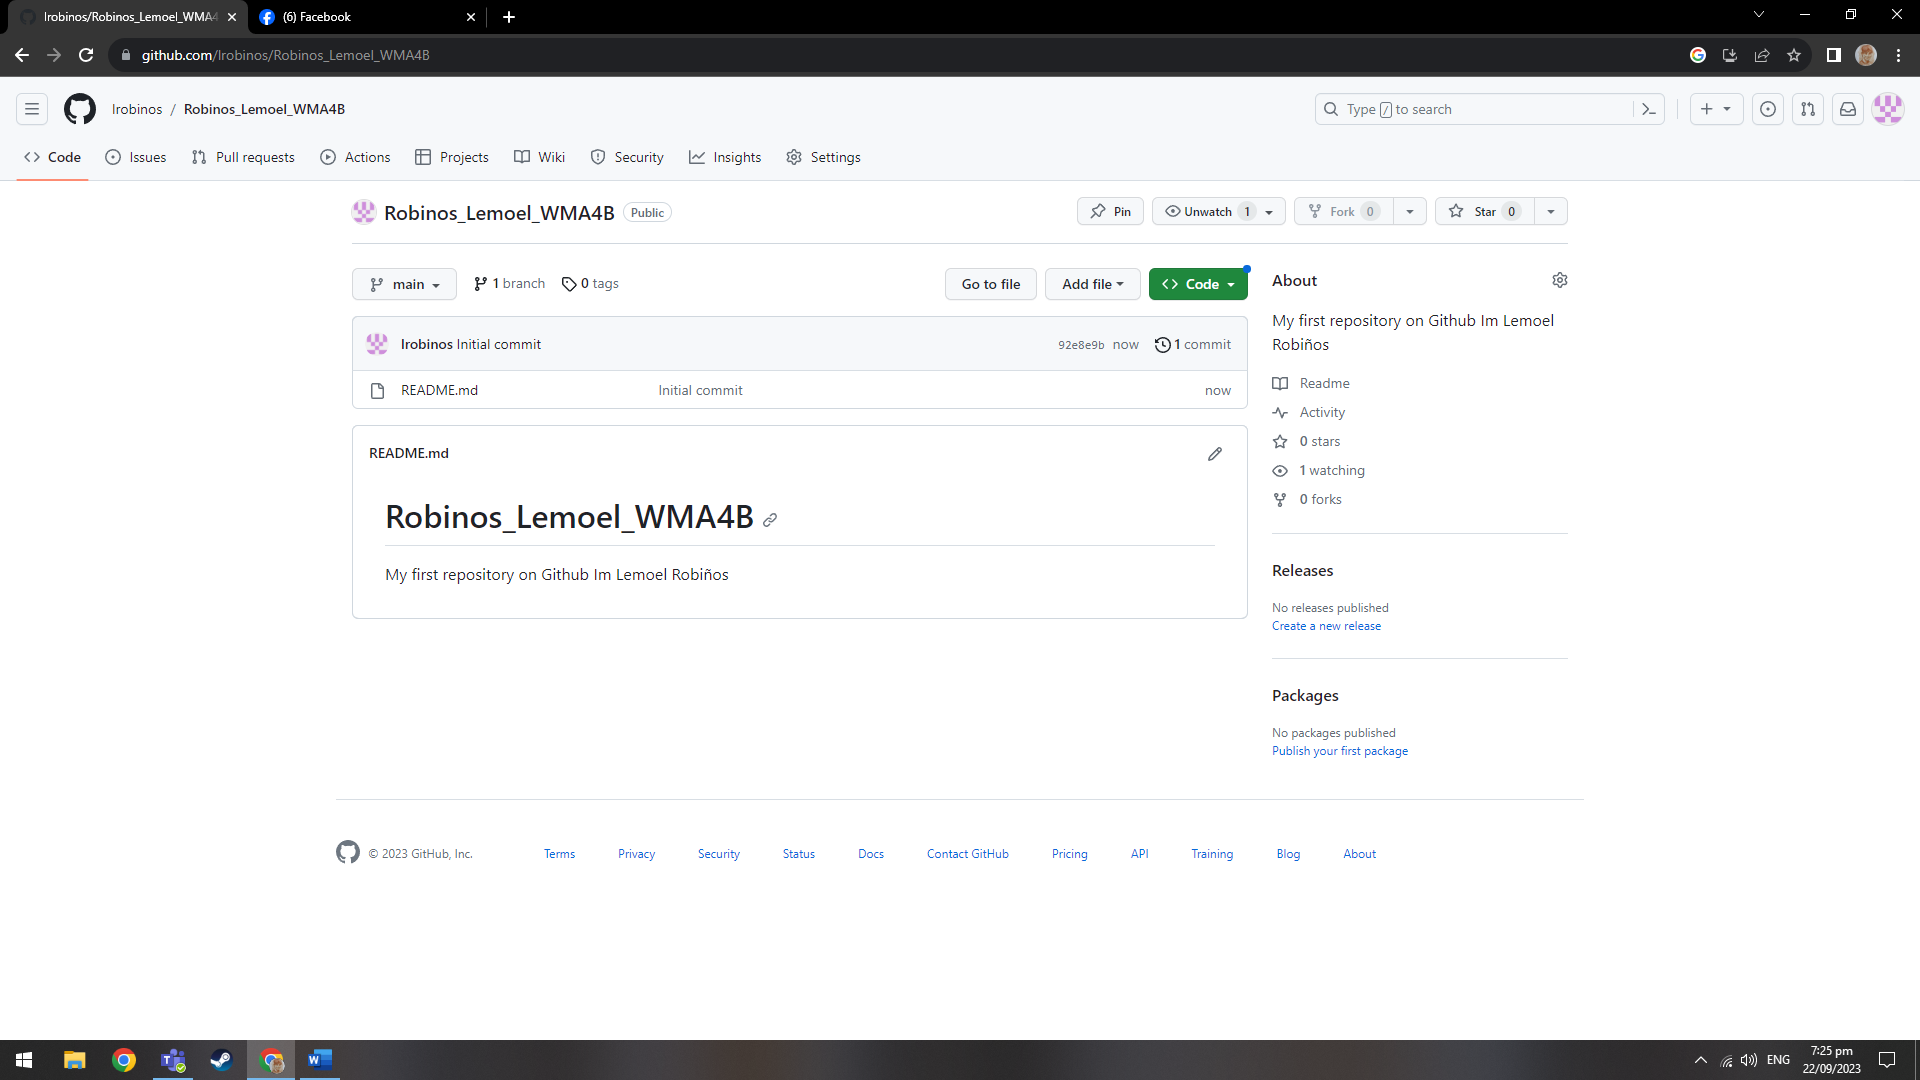 lrobinos/Robinos_Lemoel_WMA4
(6) Facebook
github.com/lrobinos/Robinos_Lemoel_WMA4B
lrobinos / Robinos_Lemoel_WMA4B
Type / to search
Code Issues Pull requests Actions Projects Wiki Security Insights Settings
Robinos_Lemoel_WMA4B Public
Pin Unwatch 1 Fork 0 Star 0
main 1 branch 0 tags Go to file Add file Code
lrobinos Initial commit 92e8e9b now 1 commit
README.md Initial commit now
README.md
Robinos_Lemoel_WMA4B
My first repository on Github Im Lemoel Robiños
About
My first repository on Github Im Lemoel
Robiños
Readme
Activity
0 stars
1 watching
0 forks
Releases
No releases published
Create a new release
Packages
No packages published
Publish your first package
© 2023 GitHub, Inc. Terms Privacy Security Status Docs Contact GitHub Pricing API Training Blog About
ENG
7:25 pm
22/09/2023